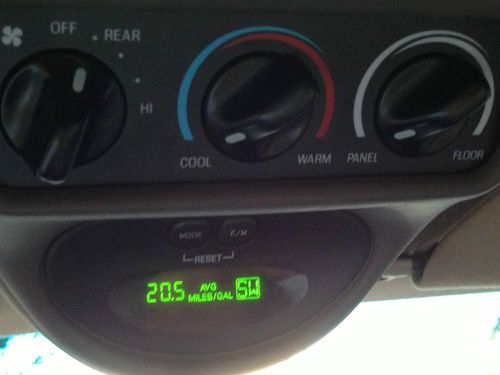 OFF
REAR
HI
COOL WARM
PANEL FLOOR
MODE E/M
RESET
20.5 AVG MILES/GAL SW